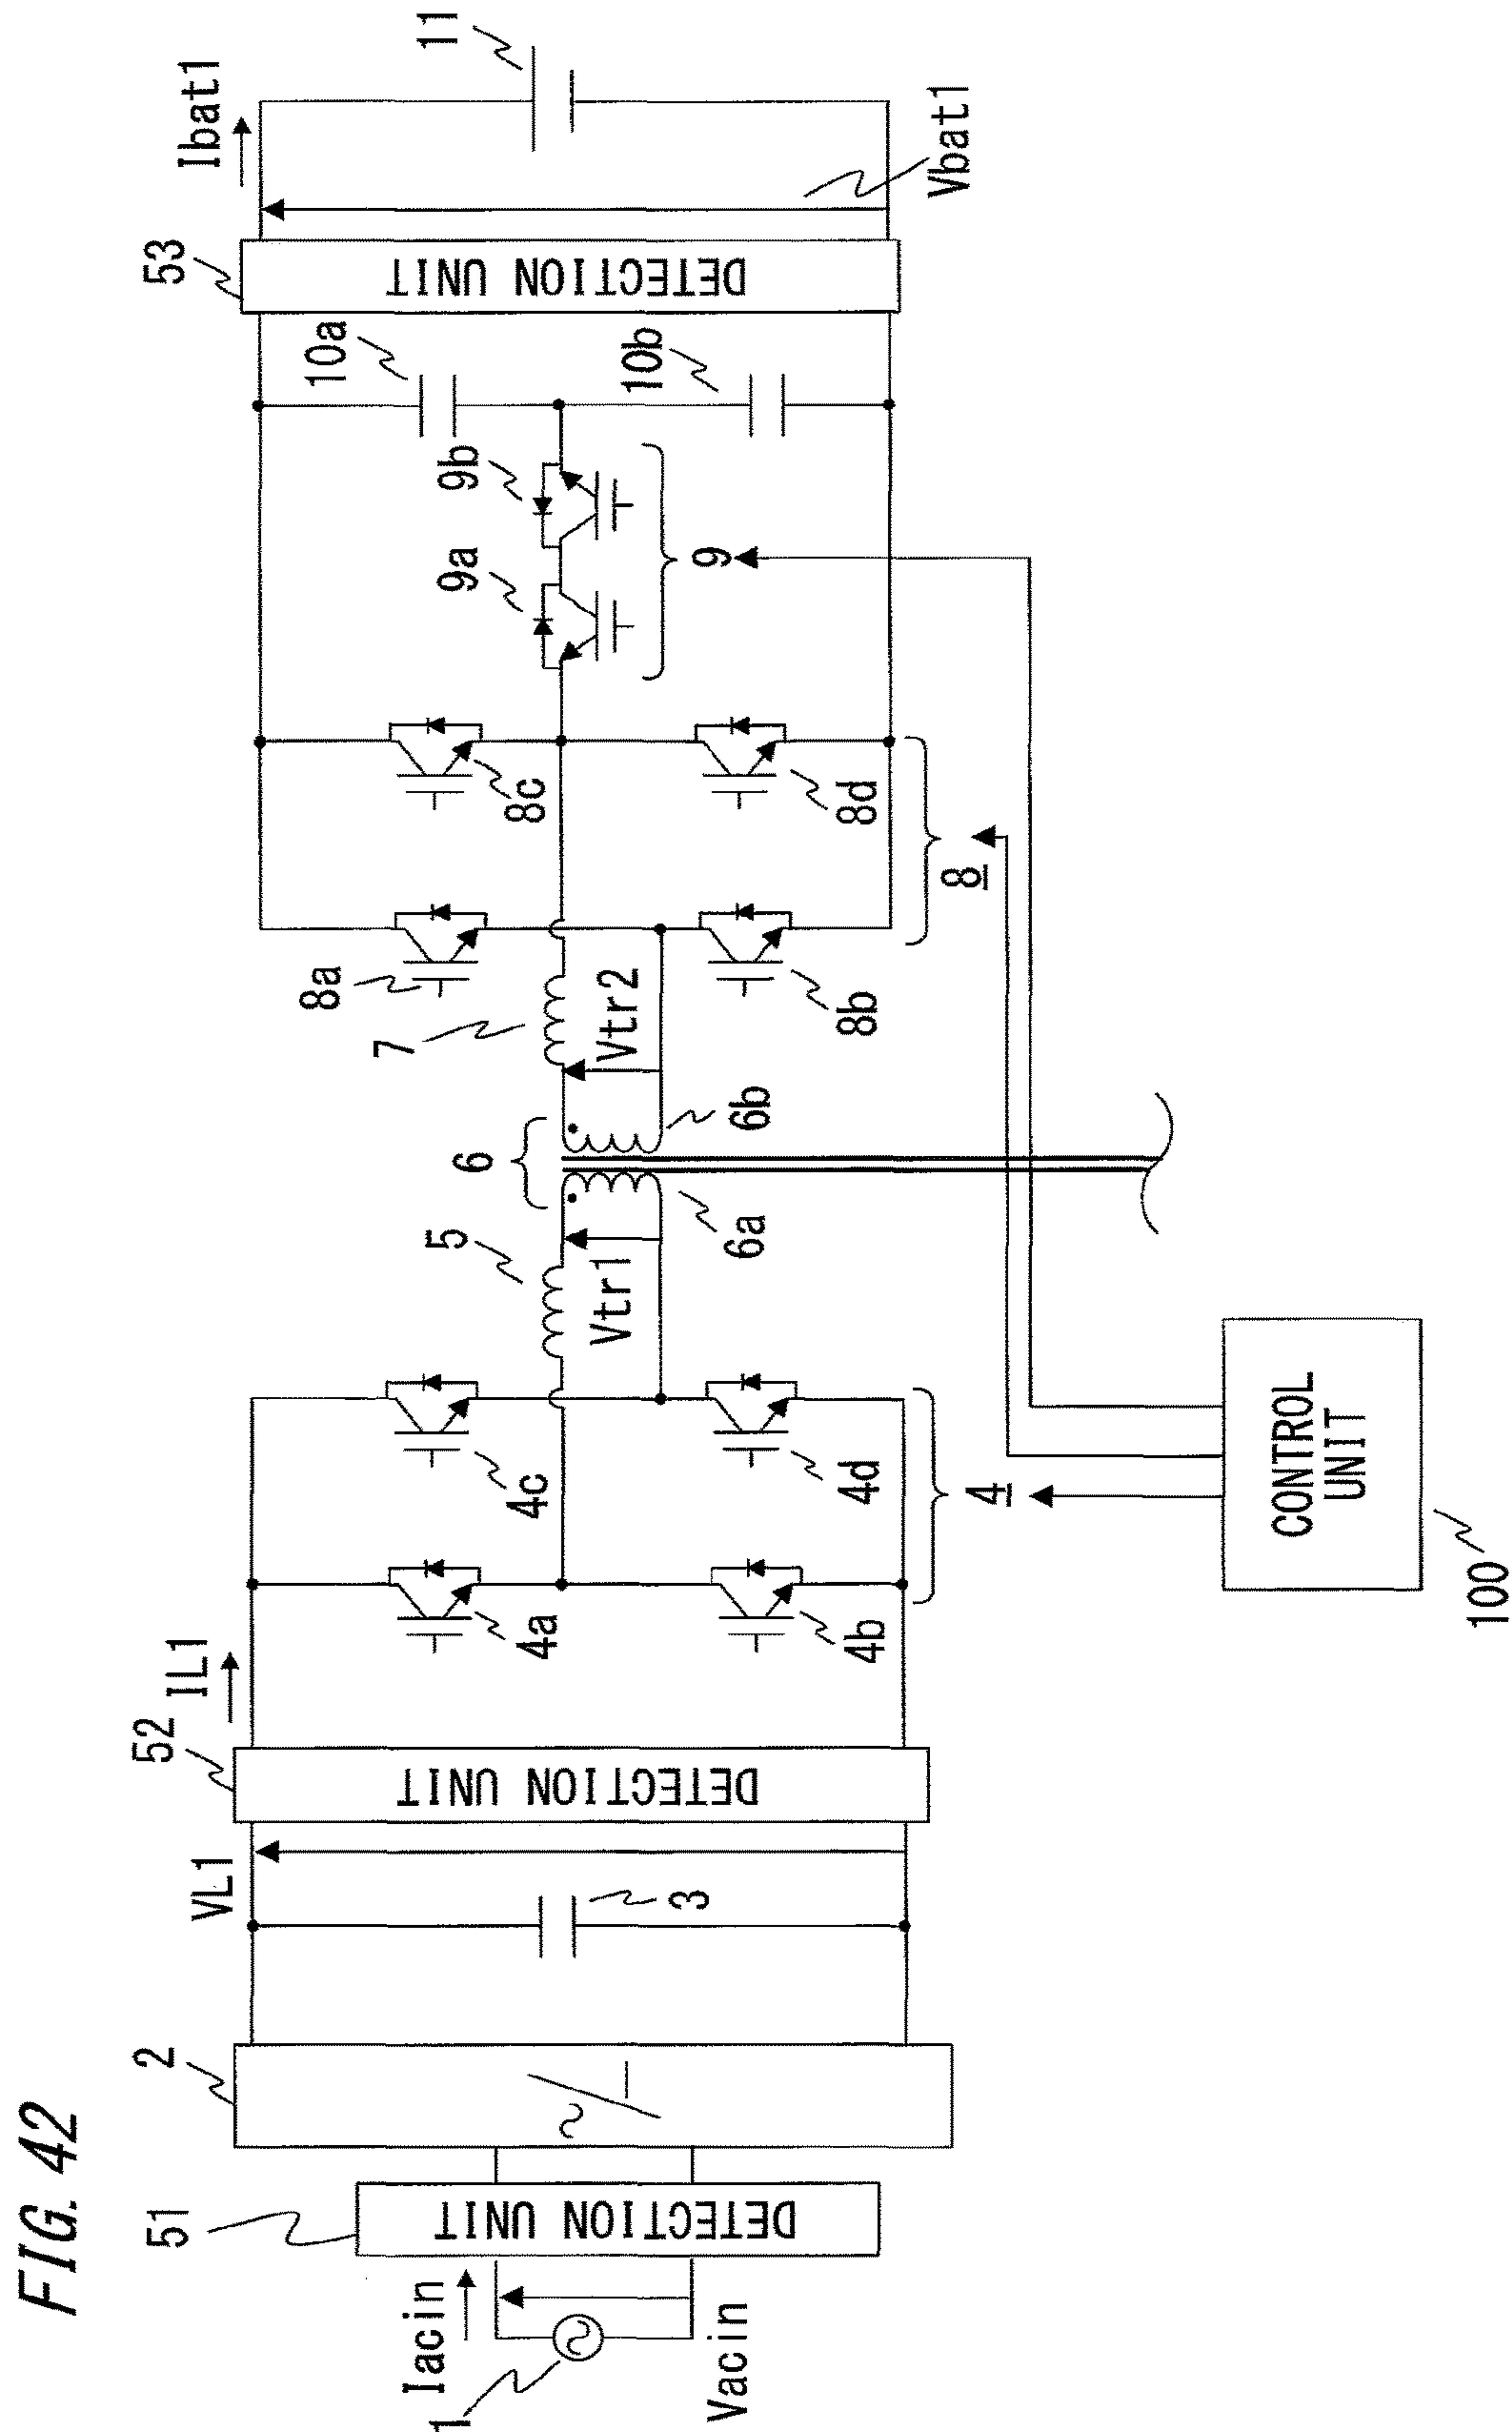 FIG. 42
1
Iacin
Vacin
51
DETECTION UNIT
2
VL1
3
52
DETECTION UNIT
IL1
4a
4b
4c
4d
4
5
Vtr1
6
6a
6b
7
Vtr2
8a
8b
8c
8d
8
9a
9b
9
10a
10b
53
DETECTION UNIT
Ibat1
Vbat1
11
CONTROL
UNIT
100